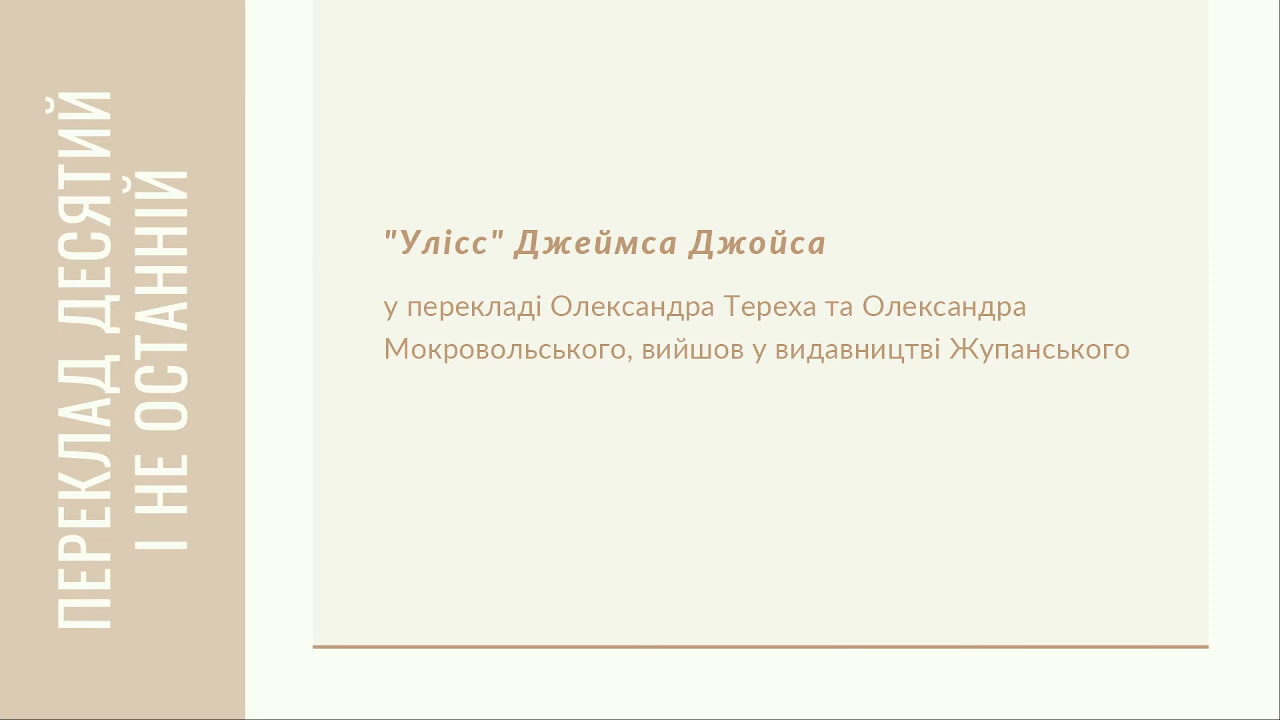 ПЕРЕКЛАД ДЕСЯТИЙ
І НЕ ОСТАННІЙ
"Улісс" Джеймса Джойса
у перекладі Олександра Тереха та Олександра
Мокровольського, вийшов у видавництві Жупанського